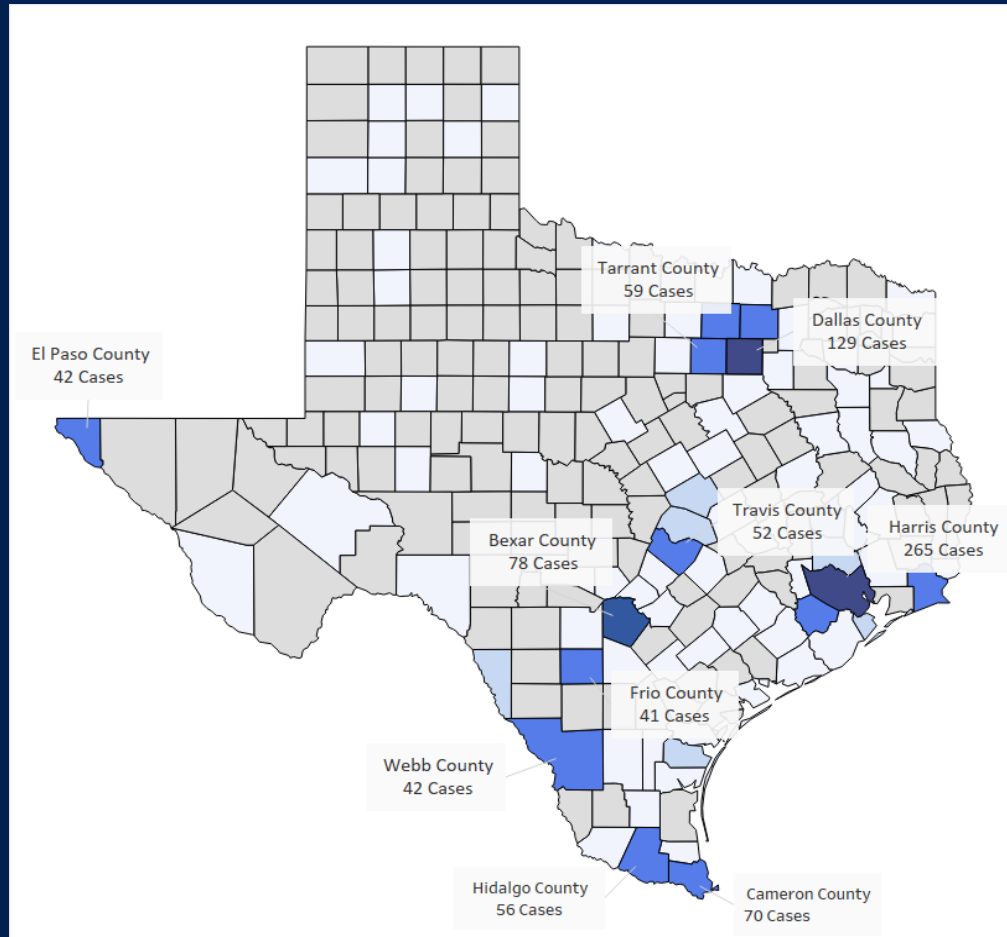 Tarrant County
59 Cases
Dallas County
129 Cases
El Paso County
42 Cases
Travis County
52 Cases
Harris County
265 Cases
Bexar County
78 Cases
Frio County
41 Cases
Webb County
42 Cases
Hidalgo County
56 Cases
Cameron County
70 Cases